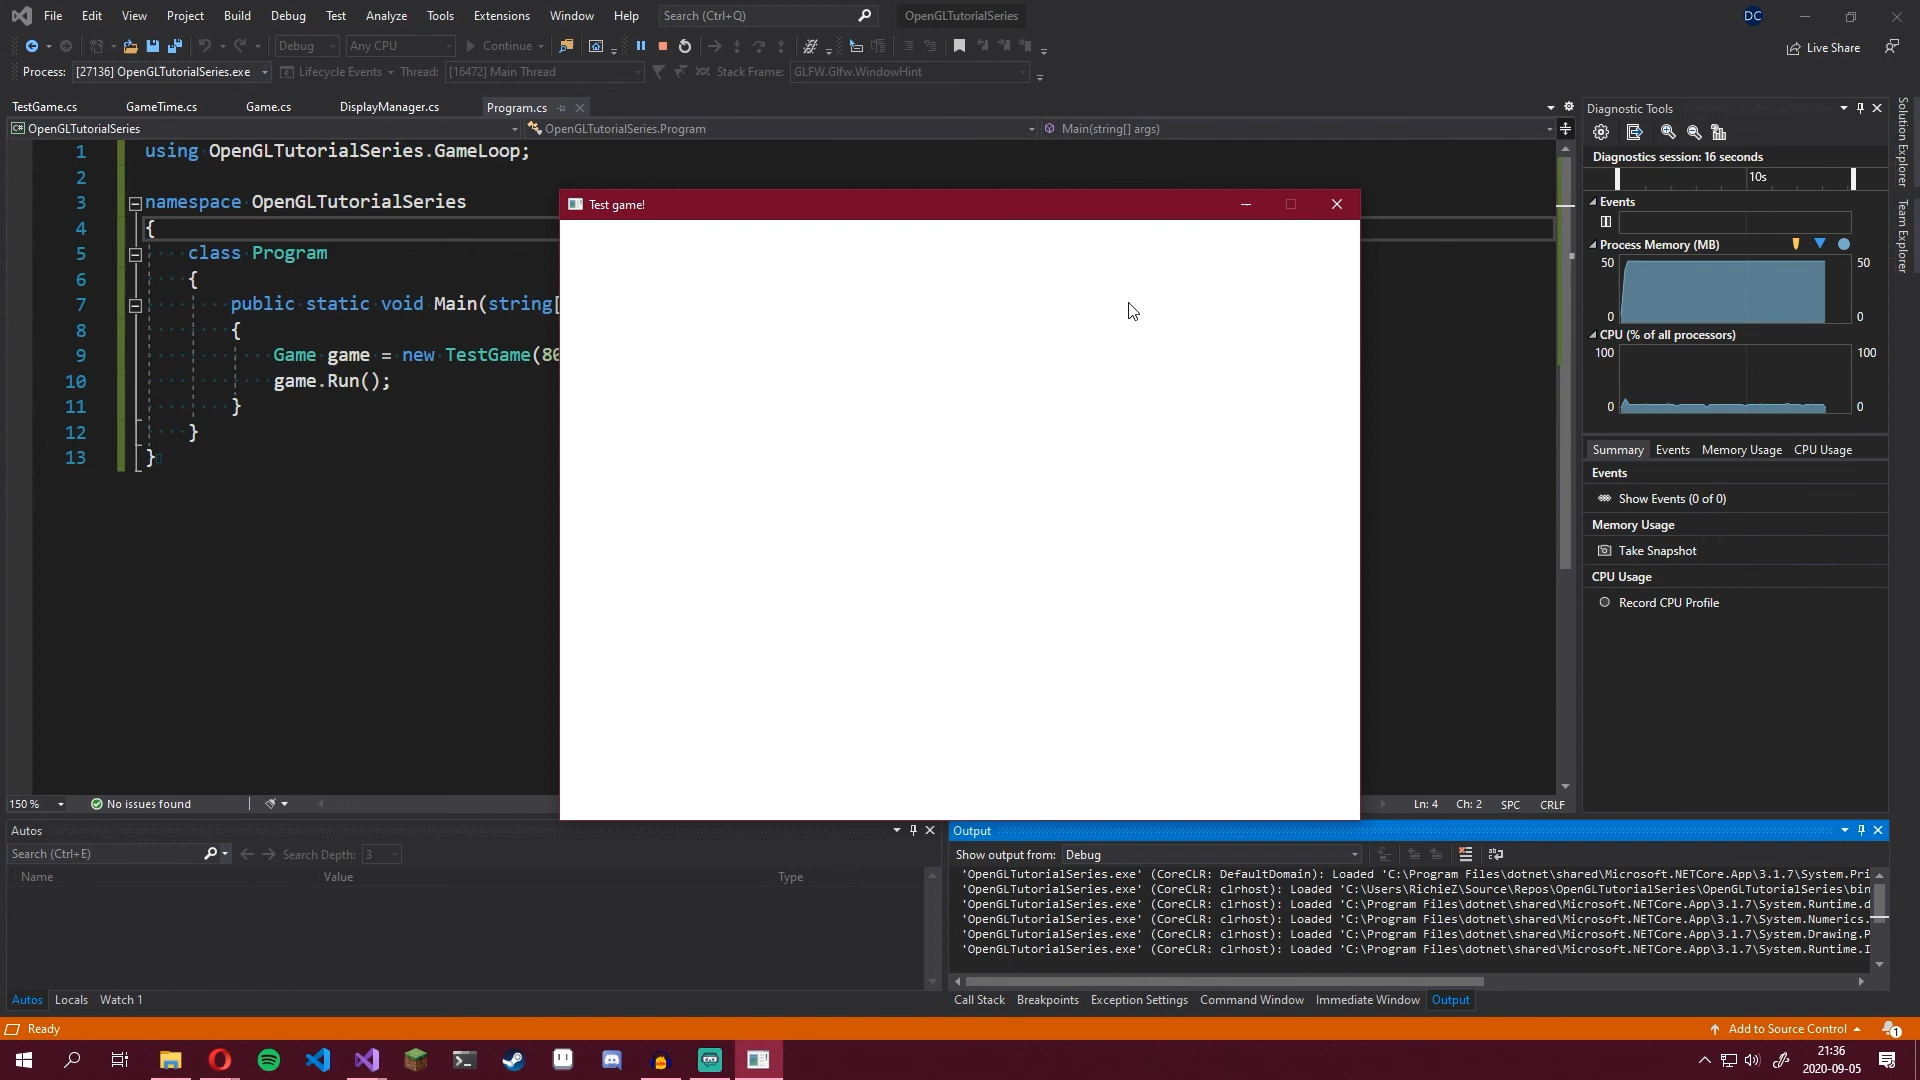 File Edit View Project Build Debug Test Analyze Tools Extensions Window Help Search (Ctrl+Q) OpenGLTutorialSeries DC
Debug Any CPU Continue Live Share
Process: [27136] OpenGLTutorialSeries.exe Lifecycle Events Thread: [16472] Main Thread Stack Frame: GLFW.Glfw.WindowHint
TestGame.cs GameTime.cs Game.cs DisplayManager.cs Program.cs
OpenGLTutorialSeries OpenGLTutorialSeries.Program Main(string[] args)
1 using OpenGLTutorialSeries.GameLoop;
2
3 namespace OpenGLTutorialSeries
4 {
5 class Program
6 {
7 public static void Main(string[
8 {
9 Game game = new TestGame(80
10 game.Run();
11 }
12 }
13 }
Test game!
Diagnostic Tools
Diagnostics session: 16 seconds
10s
Events
Process Memory (MB)
50 50
0 0
CPU (% of all processors)
100 100
0 0
Summary Events Memory Usage CPU Usage
Events
Show Events (0 of 0)
Memory Usage
Take Snapshot
CPU Usage
Record CPU Profile
Solution Explorer
Team Explorer
150 % No issues found Ln: 4 Ch: 2 SPC CRLF
Autos
Search (Ctrl+E) Search Depth: 3
Name Value Type
Autos Locals Watch 1
Output
Show output from: Debug
'OpenGLTutorialSeries.exe' (CoreCLR: DefaultDomain): Loaded 'C:\Program Files\dotnet\shared\Microsoft.NETCore.App\3.1.7\System.Pri
'OpenGLTutorialSeries.exe' (CoreCLR: clrhost): Loaded 'C:\Users\RichieZ\Source\Repos\OpenGLTutorialSeries\OpenGLTutorialSeries\bin
'OpenGLTutorialSeries.exe' (CoreCLR: clrhost): Loaded 'C:\Program Files\dotnet\shared\Microsoft.NETCore.App\3.1.7\System.Runtime.d
'OpenGLTutorialSeries.exe' (CoreCLR: clrhost): Loaded 'C:\Program Files\dotnet\shared\Microsoft.NETCore.App\3.1.7\System.Numerics.
'OpenGLTutorialSeries.exe' (CoreCLR: clrhost): Loaded 'C:\Program Files\dotnet\shared\Microsoft.NETCore.App\3.1.7\System.Drawing.P
'OpenGLTutorialSeries.exe' (CoreCLR: clrhost): Loaded 'C:\Program Files\dotnet\shared\Microsoft.NETCore.App\3.1.7\System.Runtime.I
Call Stack Breakpoints Exception Settings Command Window Immediate Window Output
Ready Add to Source Control 1
21:36
2020-09-05